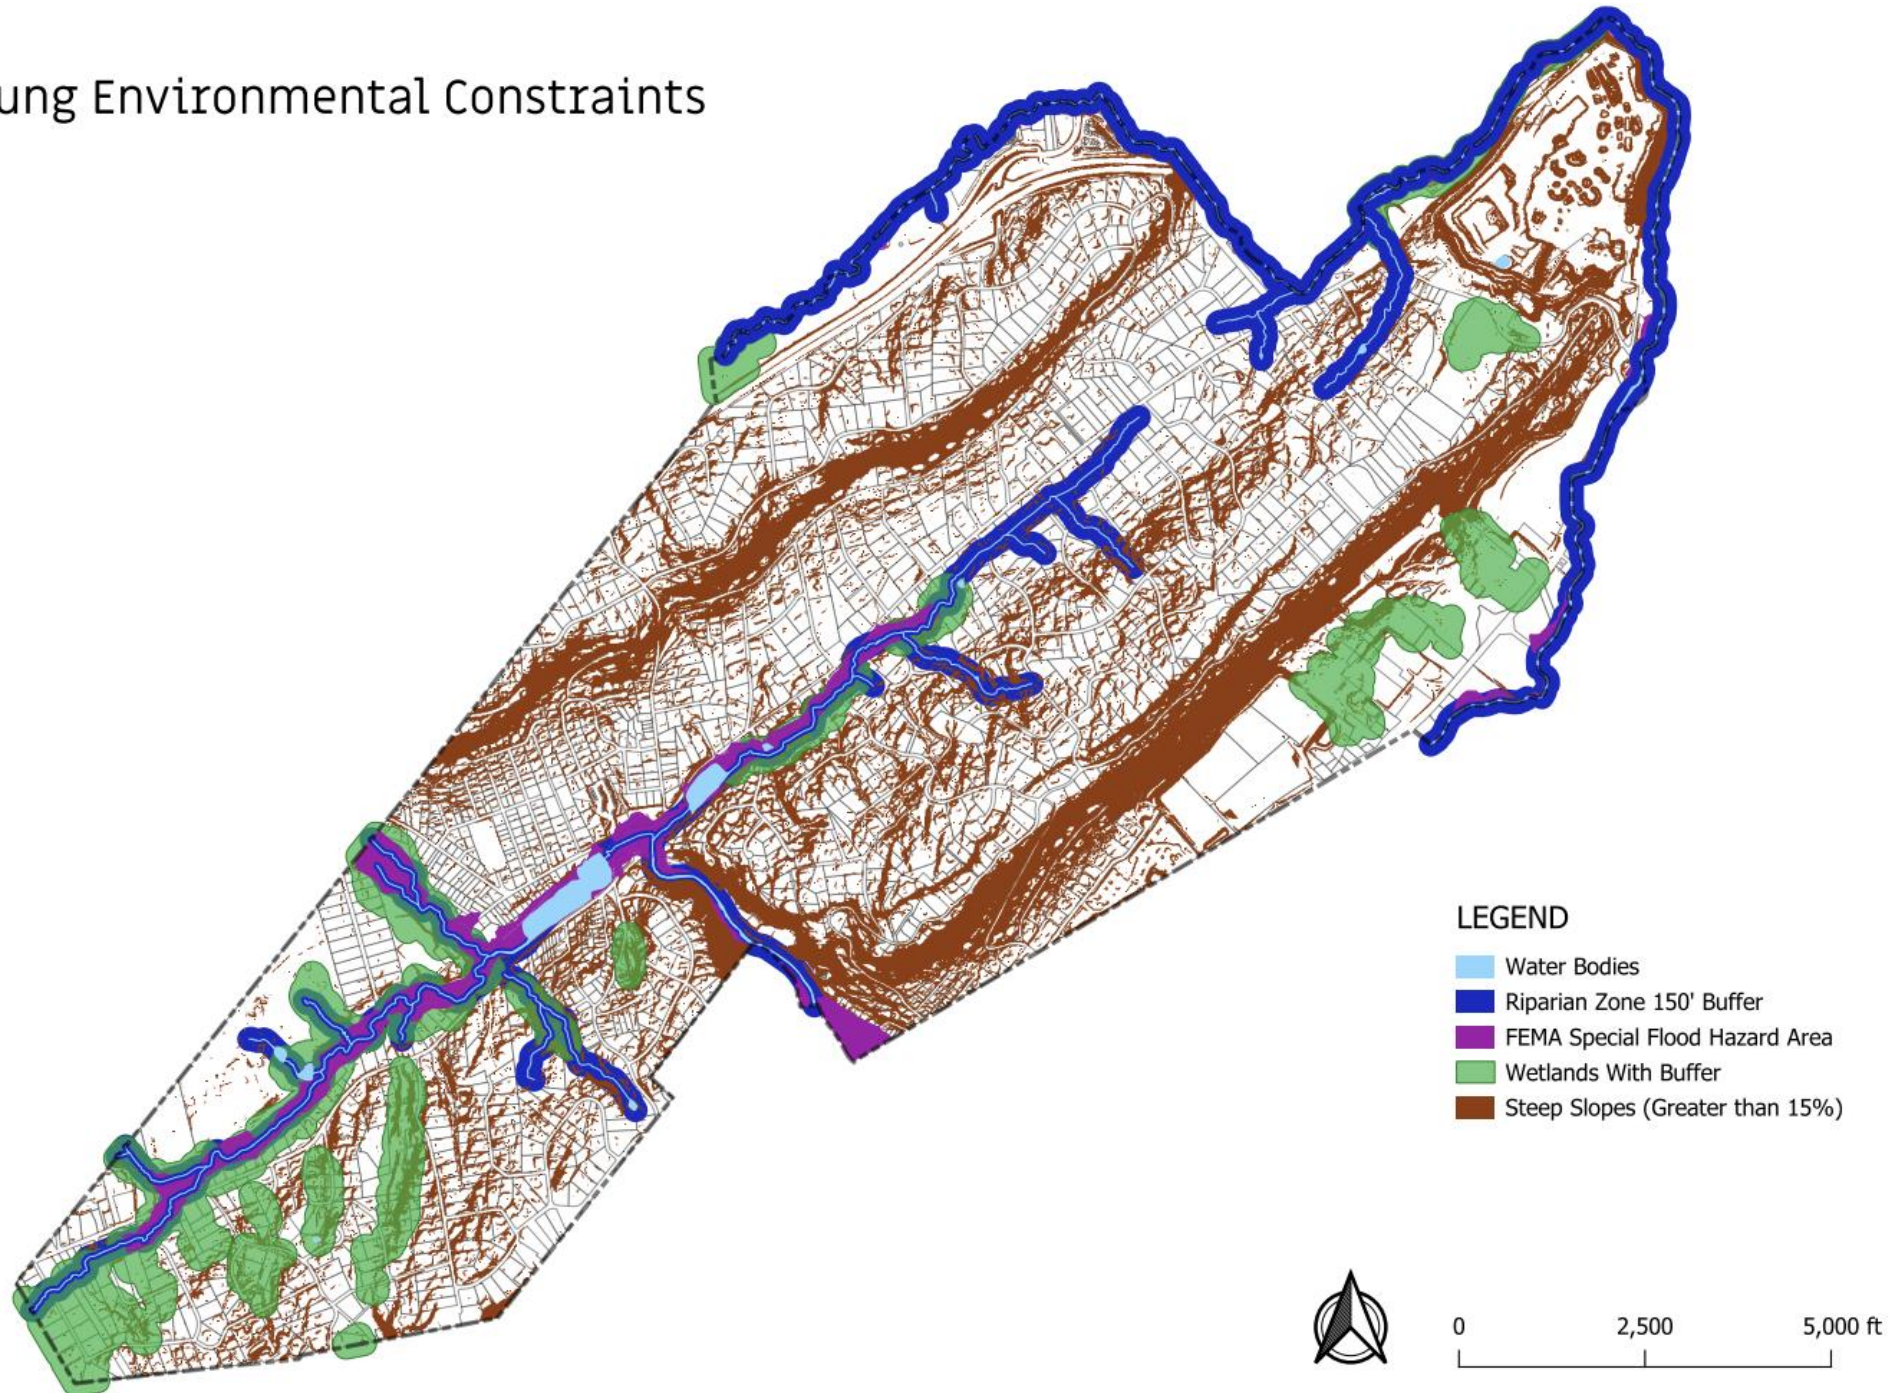 ung Environmental Constraints
LEGEND
Water Bodies
Riparian Zone 150' Buffer
FEMA Special Flood Hazard Area
Wetlands With Buffer
Steep Slopes (Greater than 15%)
0 2,500 5,000 ft